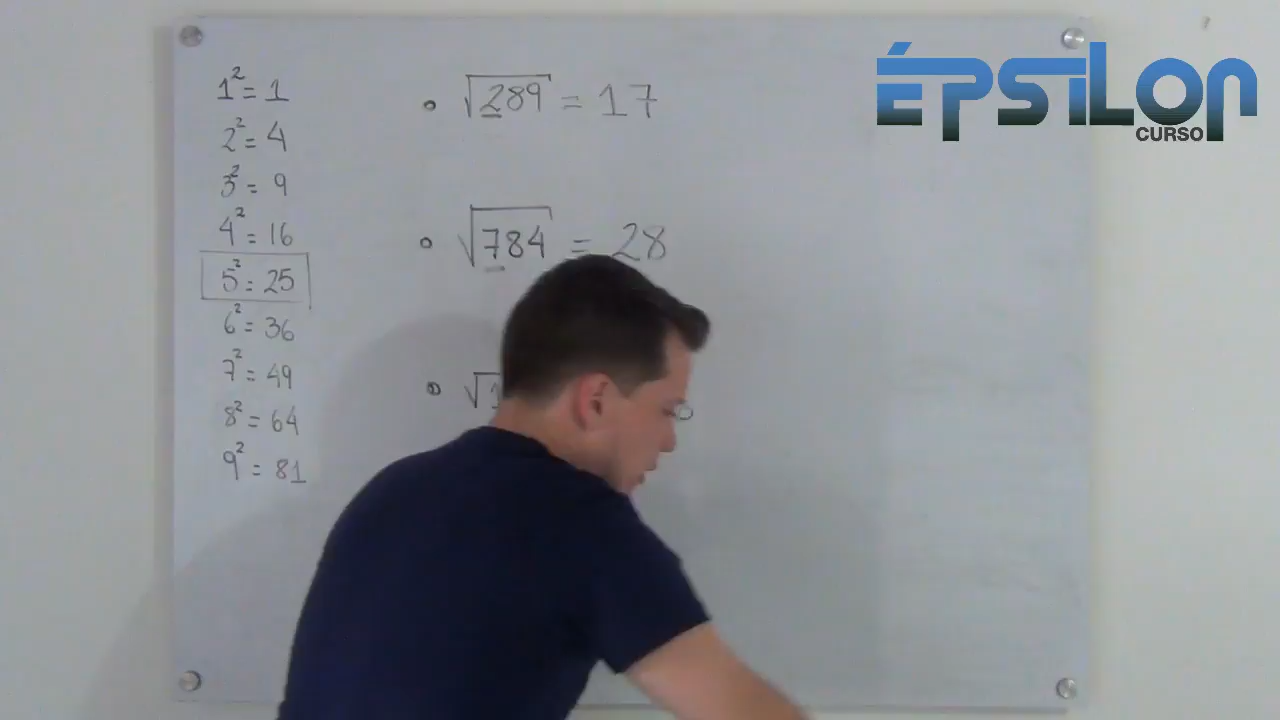 ÉPSILON
CURSO
1² = 1
2² = 4
3² = 9
4² = 16
5² = 25
6² = 36
7² = 49
8² = 64
9² = 81
• √289 = 17
• √784 = 28
• √1